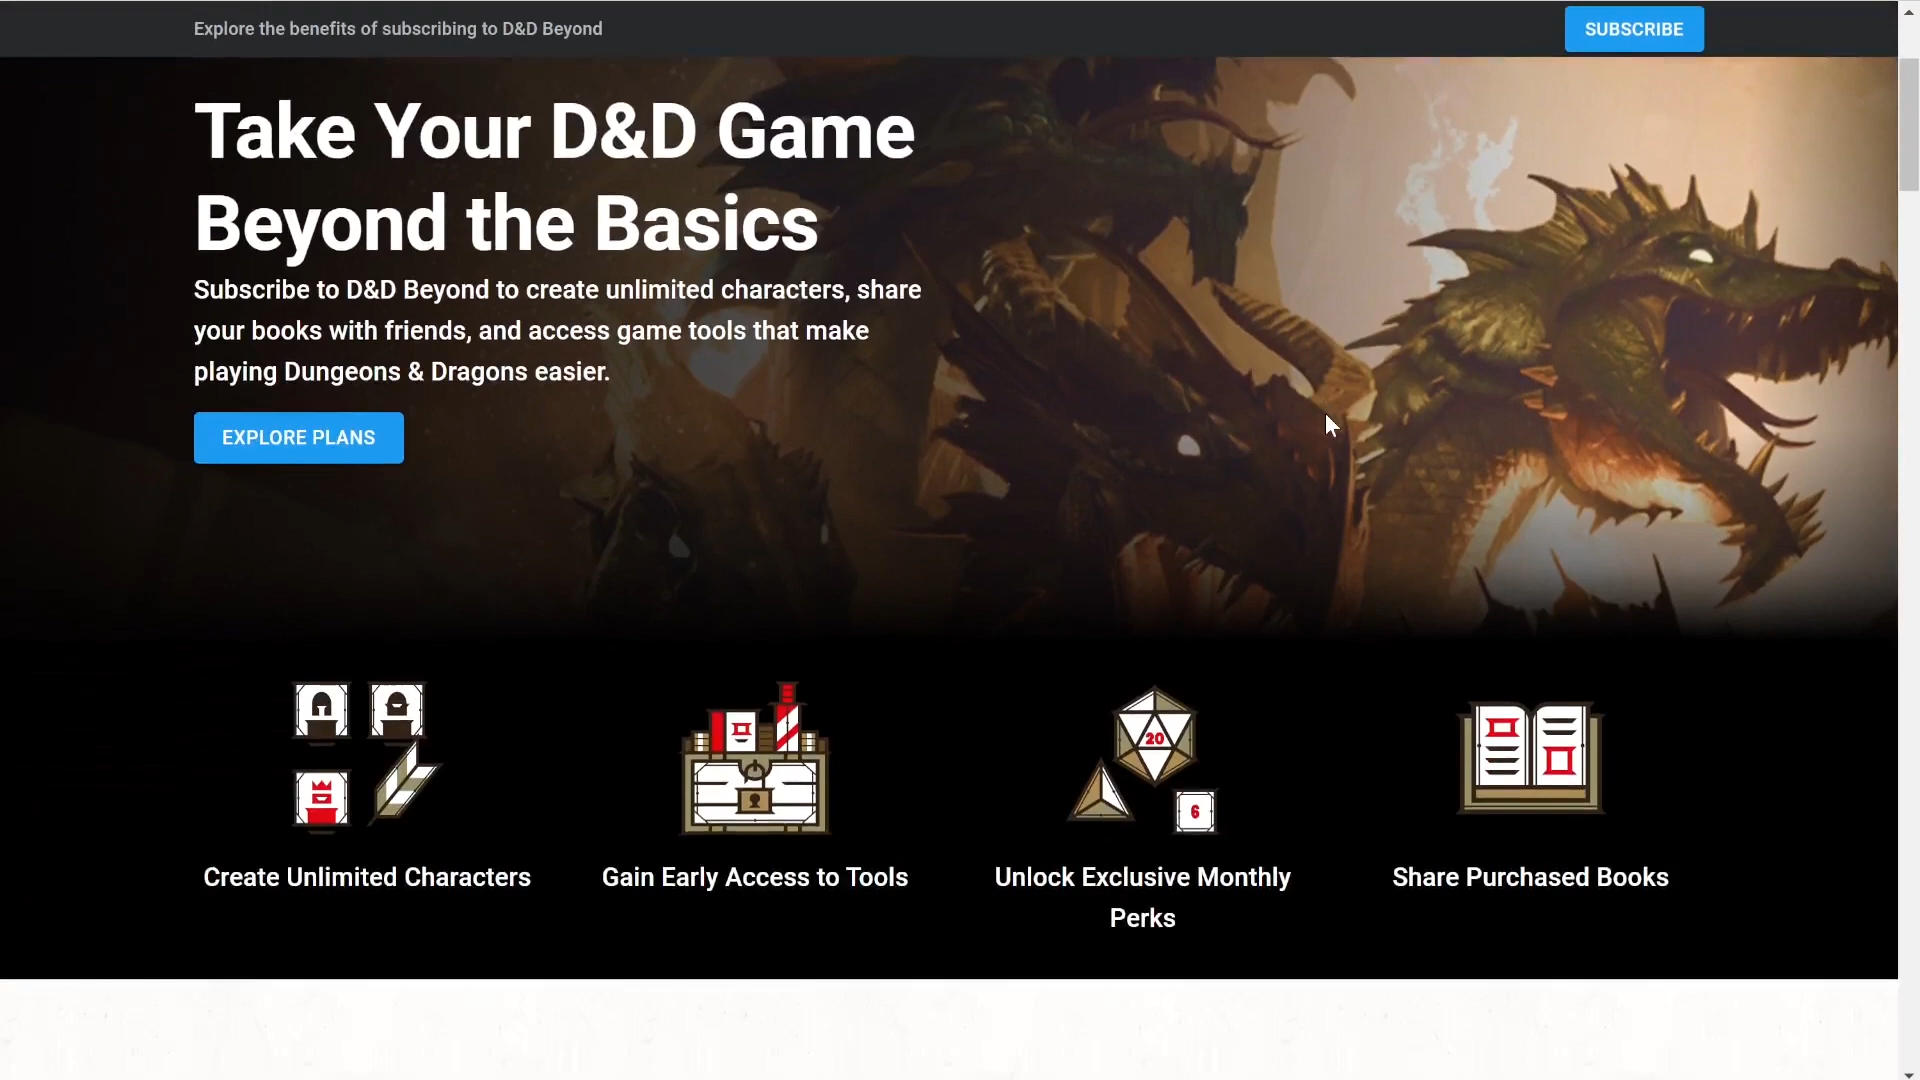 Explore the benefits of subscribing to D&D Beyond
SUBSCRIBE
Take Your D&D Game
Beyond the Basics
Subscribe to D&D Beyond to create unlimited characters, share
your books with friends, and access game tools that make
playing Dungeons & Dragons easier.
EXPLORE PLANS
20
6
Create Unlimited Characters
Gain Early Access to Tools
Unlock Exclusive Monthly
Perks
Share Purchased Books